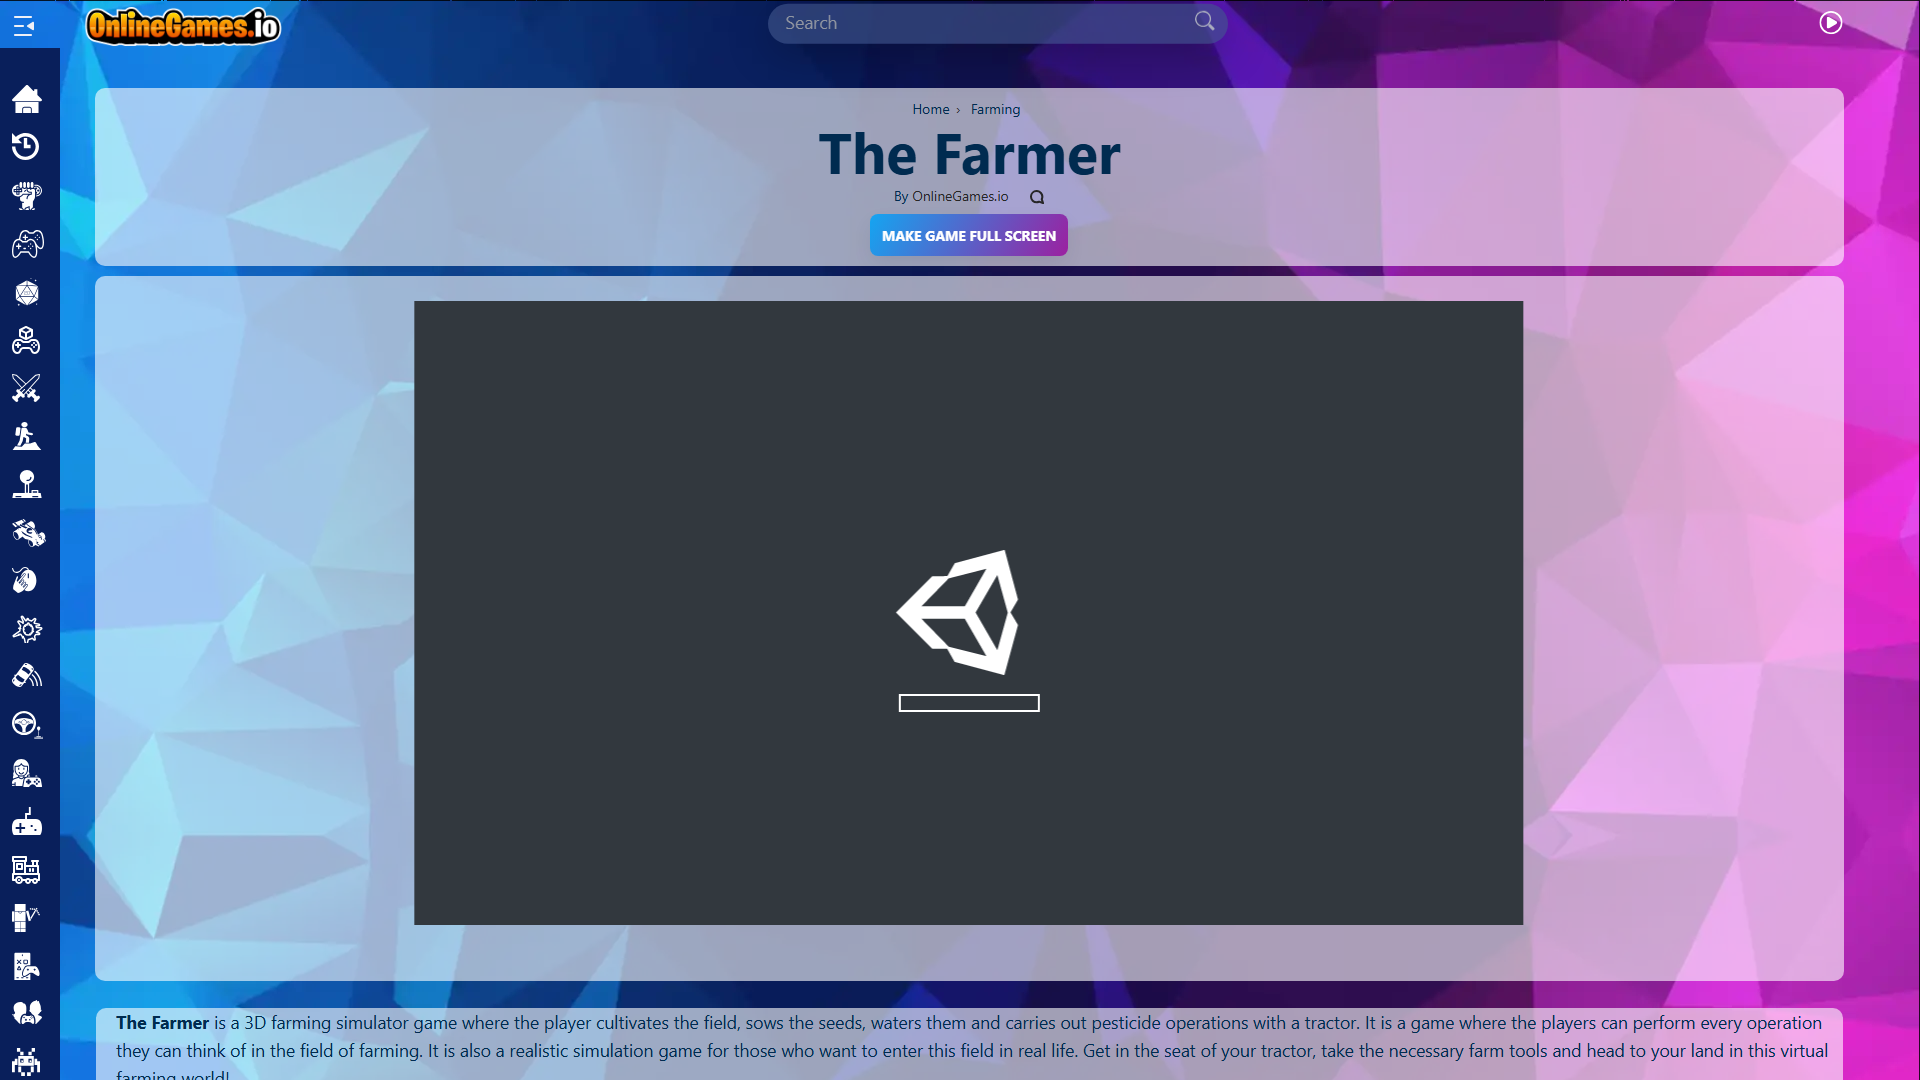 OnlineGames.io
Search
Home › Farming
The Farmer
By OnlineGames.io
MAKE GAME FULL SCREEN
The Farmer is a 3D farming simulator game where the player cultivates the field, sows the seeds, waters them and carries out pesticide operations with a tractor. It is a game where the players can perform every operation
they can think of in the field of farming. It is also a realistic simulation game for those who want to enter this field in real life. Get in the seat of your tractor, take the necessary farm tools and head to your land in this virtual
farming world!